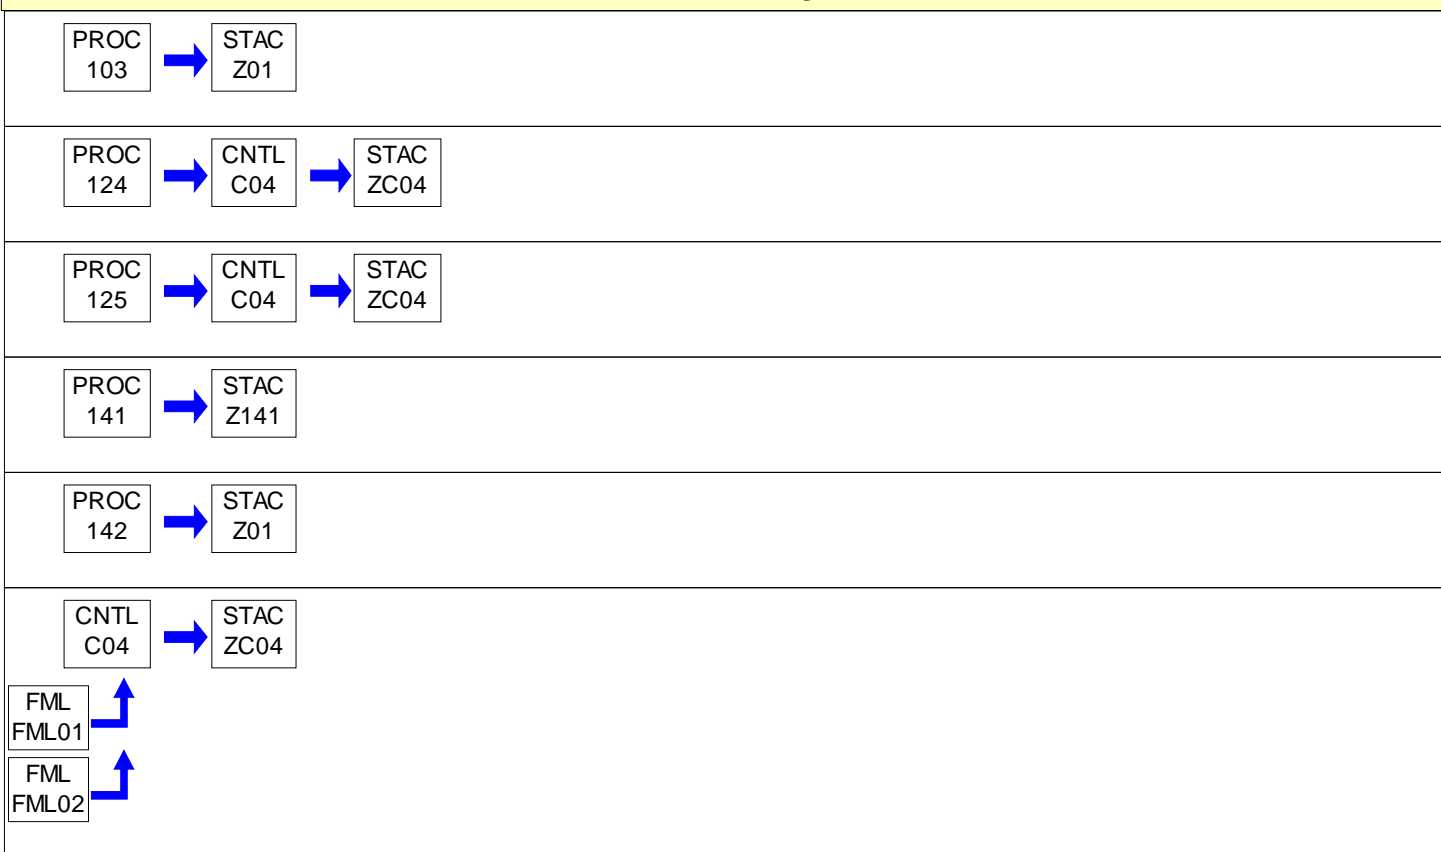 PROC
103
STAC
Z01
PROC
124
CNTL
C04
STAC
ZC04
PROC
125
CNTL
C04
STAC
ZC04
PROC
141
STAC
Z141
PROC
142
STAC
Z01
CNTL
C04
STAC
ZC04
FML
FML01
FML
FML02